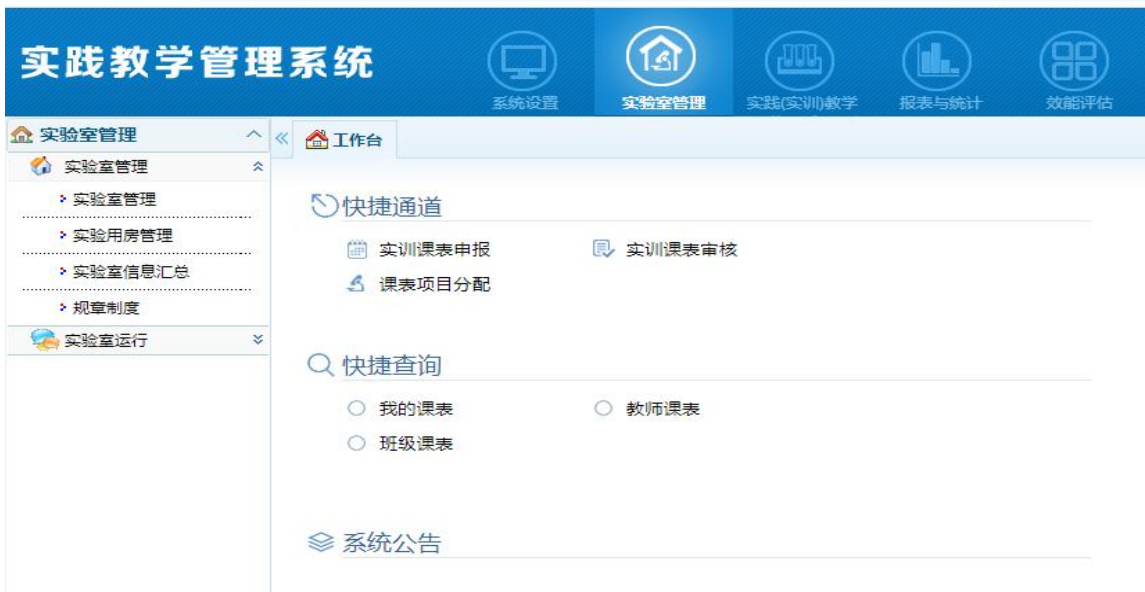 实践教学管理系统
系统设置
实验室管理
实践(实训)教学
报表与统计
效能评估
实验室管理
工作台
实验室管理
实验室管理
实验用房管理
实验室信息汇总
规章制度
实验室运行
快捷通道
实训课表申报
实训课表审核
课表项目分配
快捷查询
我的课表
教师课表
班级课表
系统公告